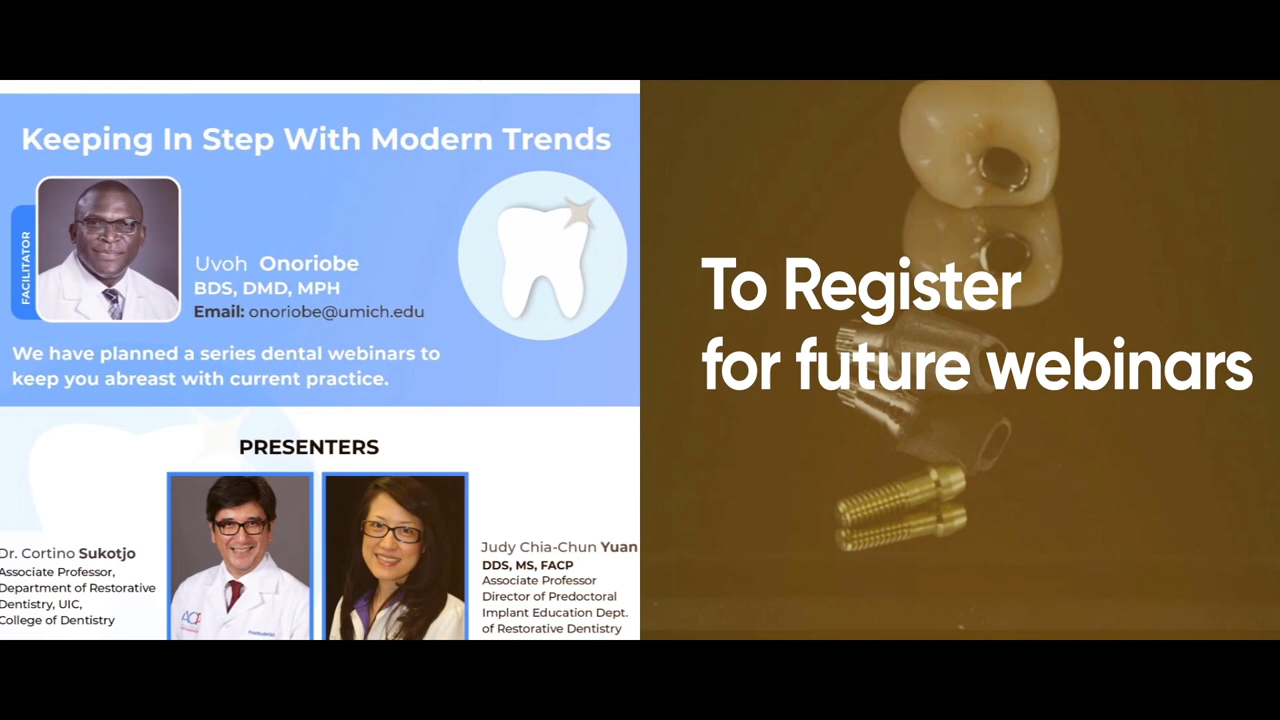 Keeping In Step With Modern Trends
FACILITATOR
Uvoh Onoriobe
BDS, DMD, MPH
Email: onoriobe@umich.edu
We have planned a series dental webinars to
keep you abreast with current practice.
PRESENTERS
Dr. Cortino Sukotjo
Associate Professor,
Department of Restorative
Dentistry, UIC,
College of Dentistry
Judy Chia-Chun Yuan
DDS, MS, FACP
Associate Professor
Director of Predoctoral
Implant Education Dept.
of Restorative Dentistry
To Register
for future webinars